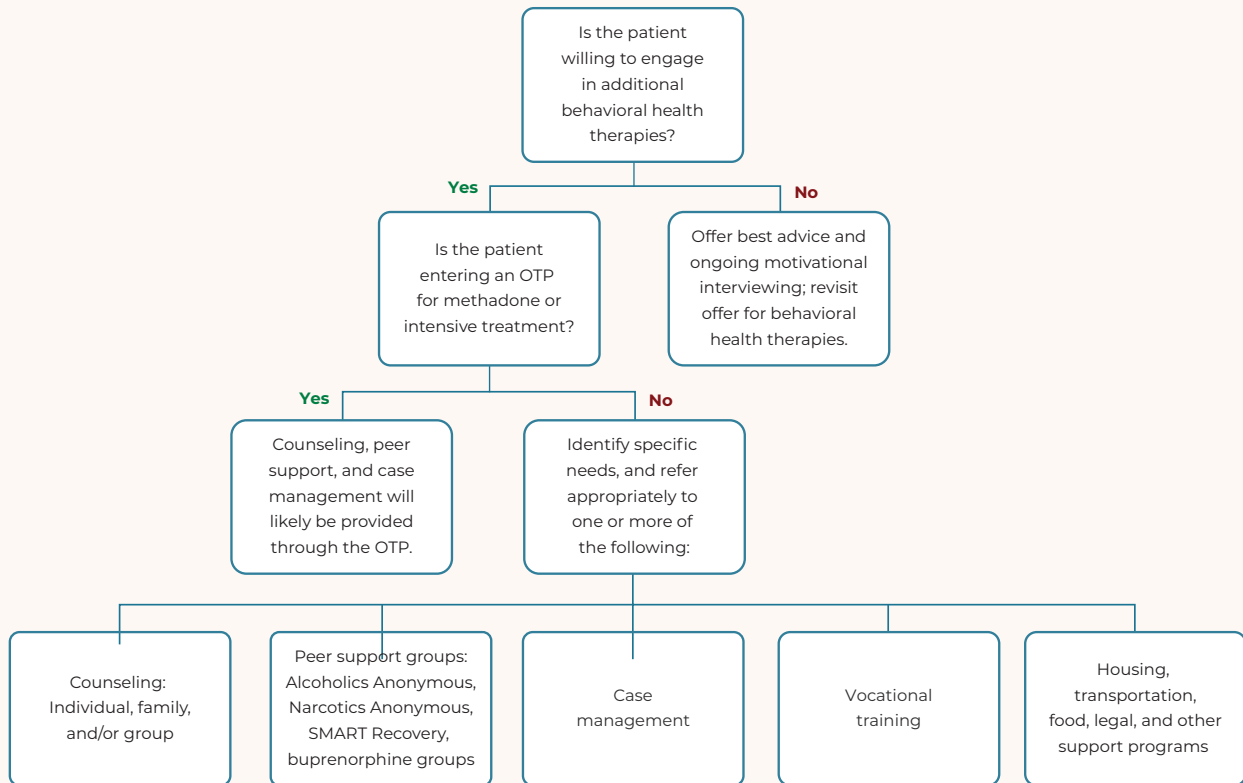 Is the patient
willing to engage
in additional
behavioral health
therapies?
Yes
No
Is the patient
entering an OTP
for methadone or
intensive treatment?
Offer best advice and
ongoing motivational
interviewing; revisit
offer for behavioral
health therapies.
Yes
No
Counseling, peer
support, and case
management will
likely be provided
through the OTP.
Identify specific
needs, and refer
appropriately to
one or more of
the following:
Counseling:
Individual, family,
and/or group
Peer support groups:
Alcoholics Anonymous,
Narcotics Anonymous,
SMART Recovery,
buprenorphine groups
Case
management
Vocational
training
Housing,
transportation,
food, legal, and other
support programs